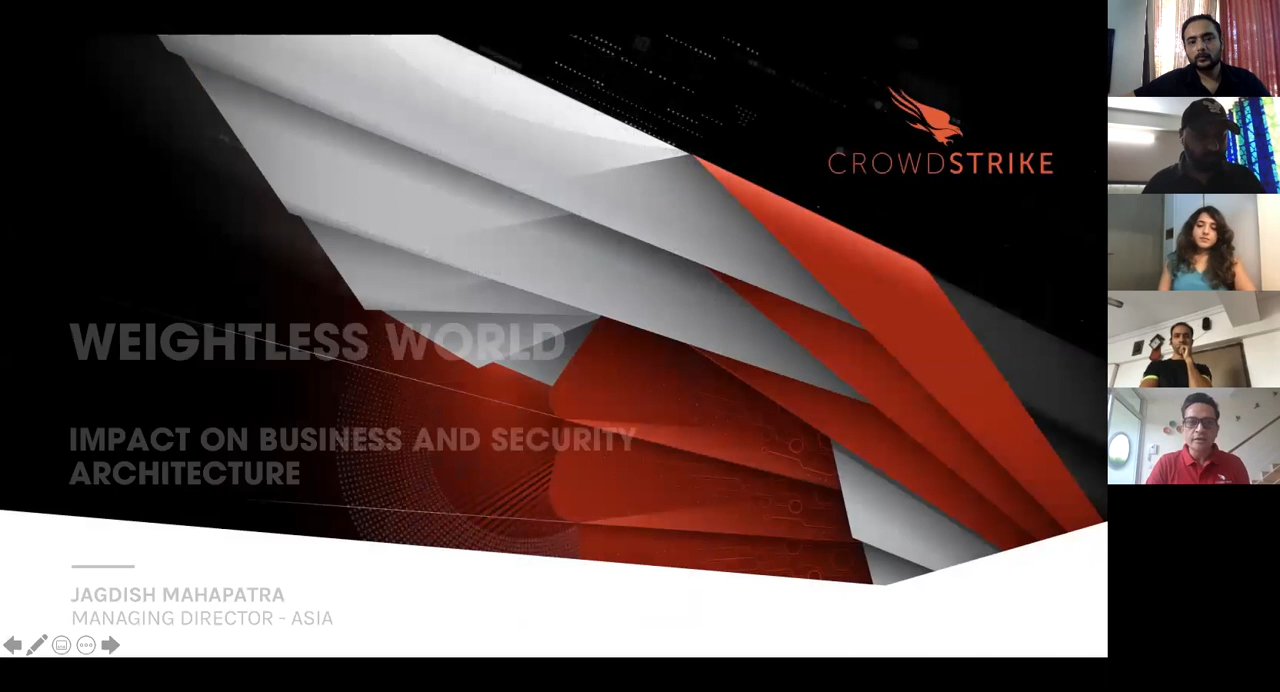 CROWDSTRIKE
WEIGHTLESS WORLD
IMPACT ON BUSINESS AND SECURITY
ARCHITECTURE
JAGDISH MAHAPATRA
MANAGING DIRECTOR - ASIA